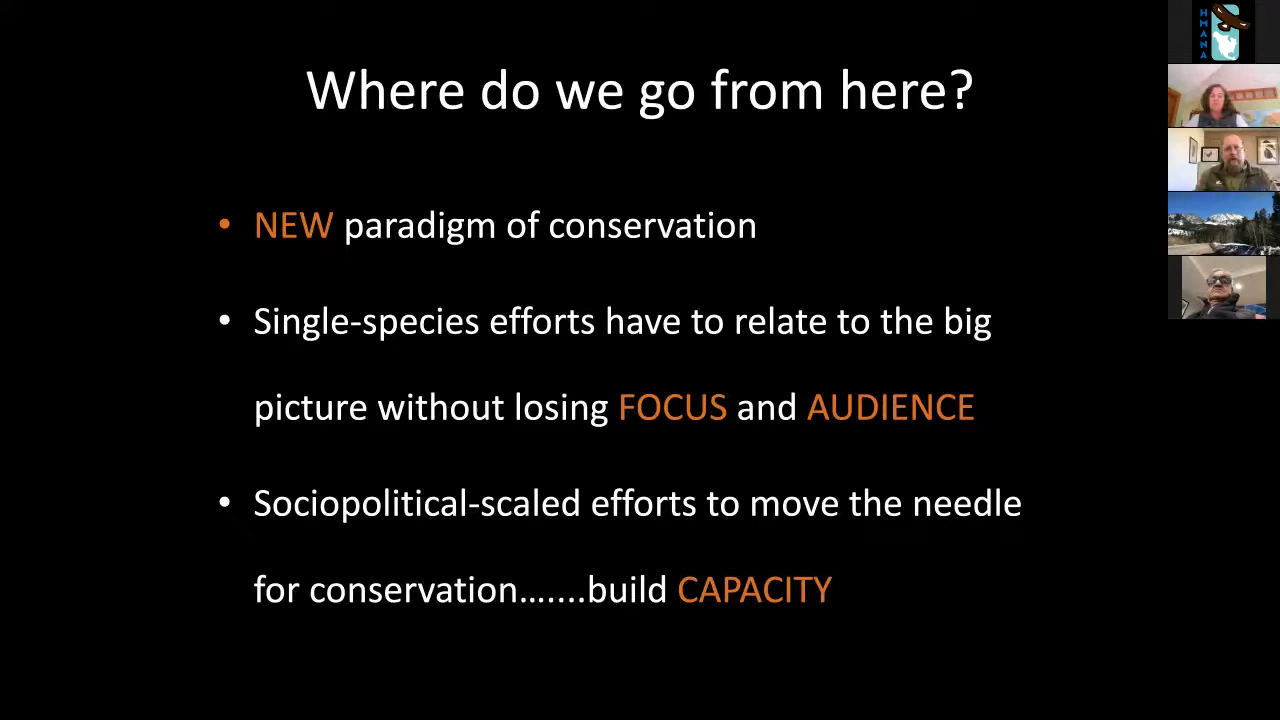 Where do we go from here?
HMANA
• NEW paradigm of conservation
• Single-species efforts have to relate to the big
picture without losing FOCUS and AUDIENCE
• Sociopolitical-scaled efforts to move the needle
for conservation…....build CAPACITY